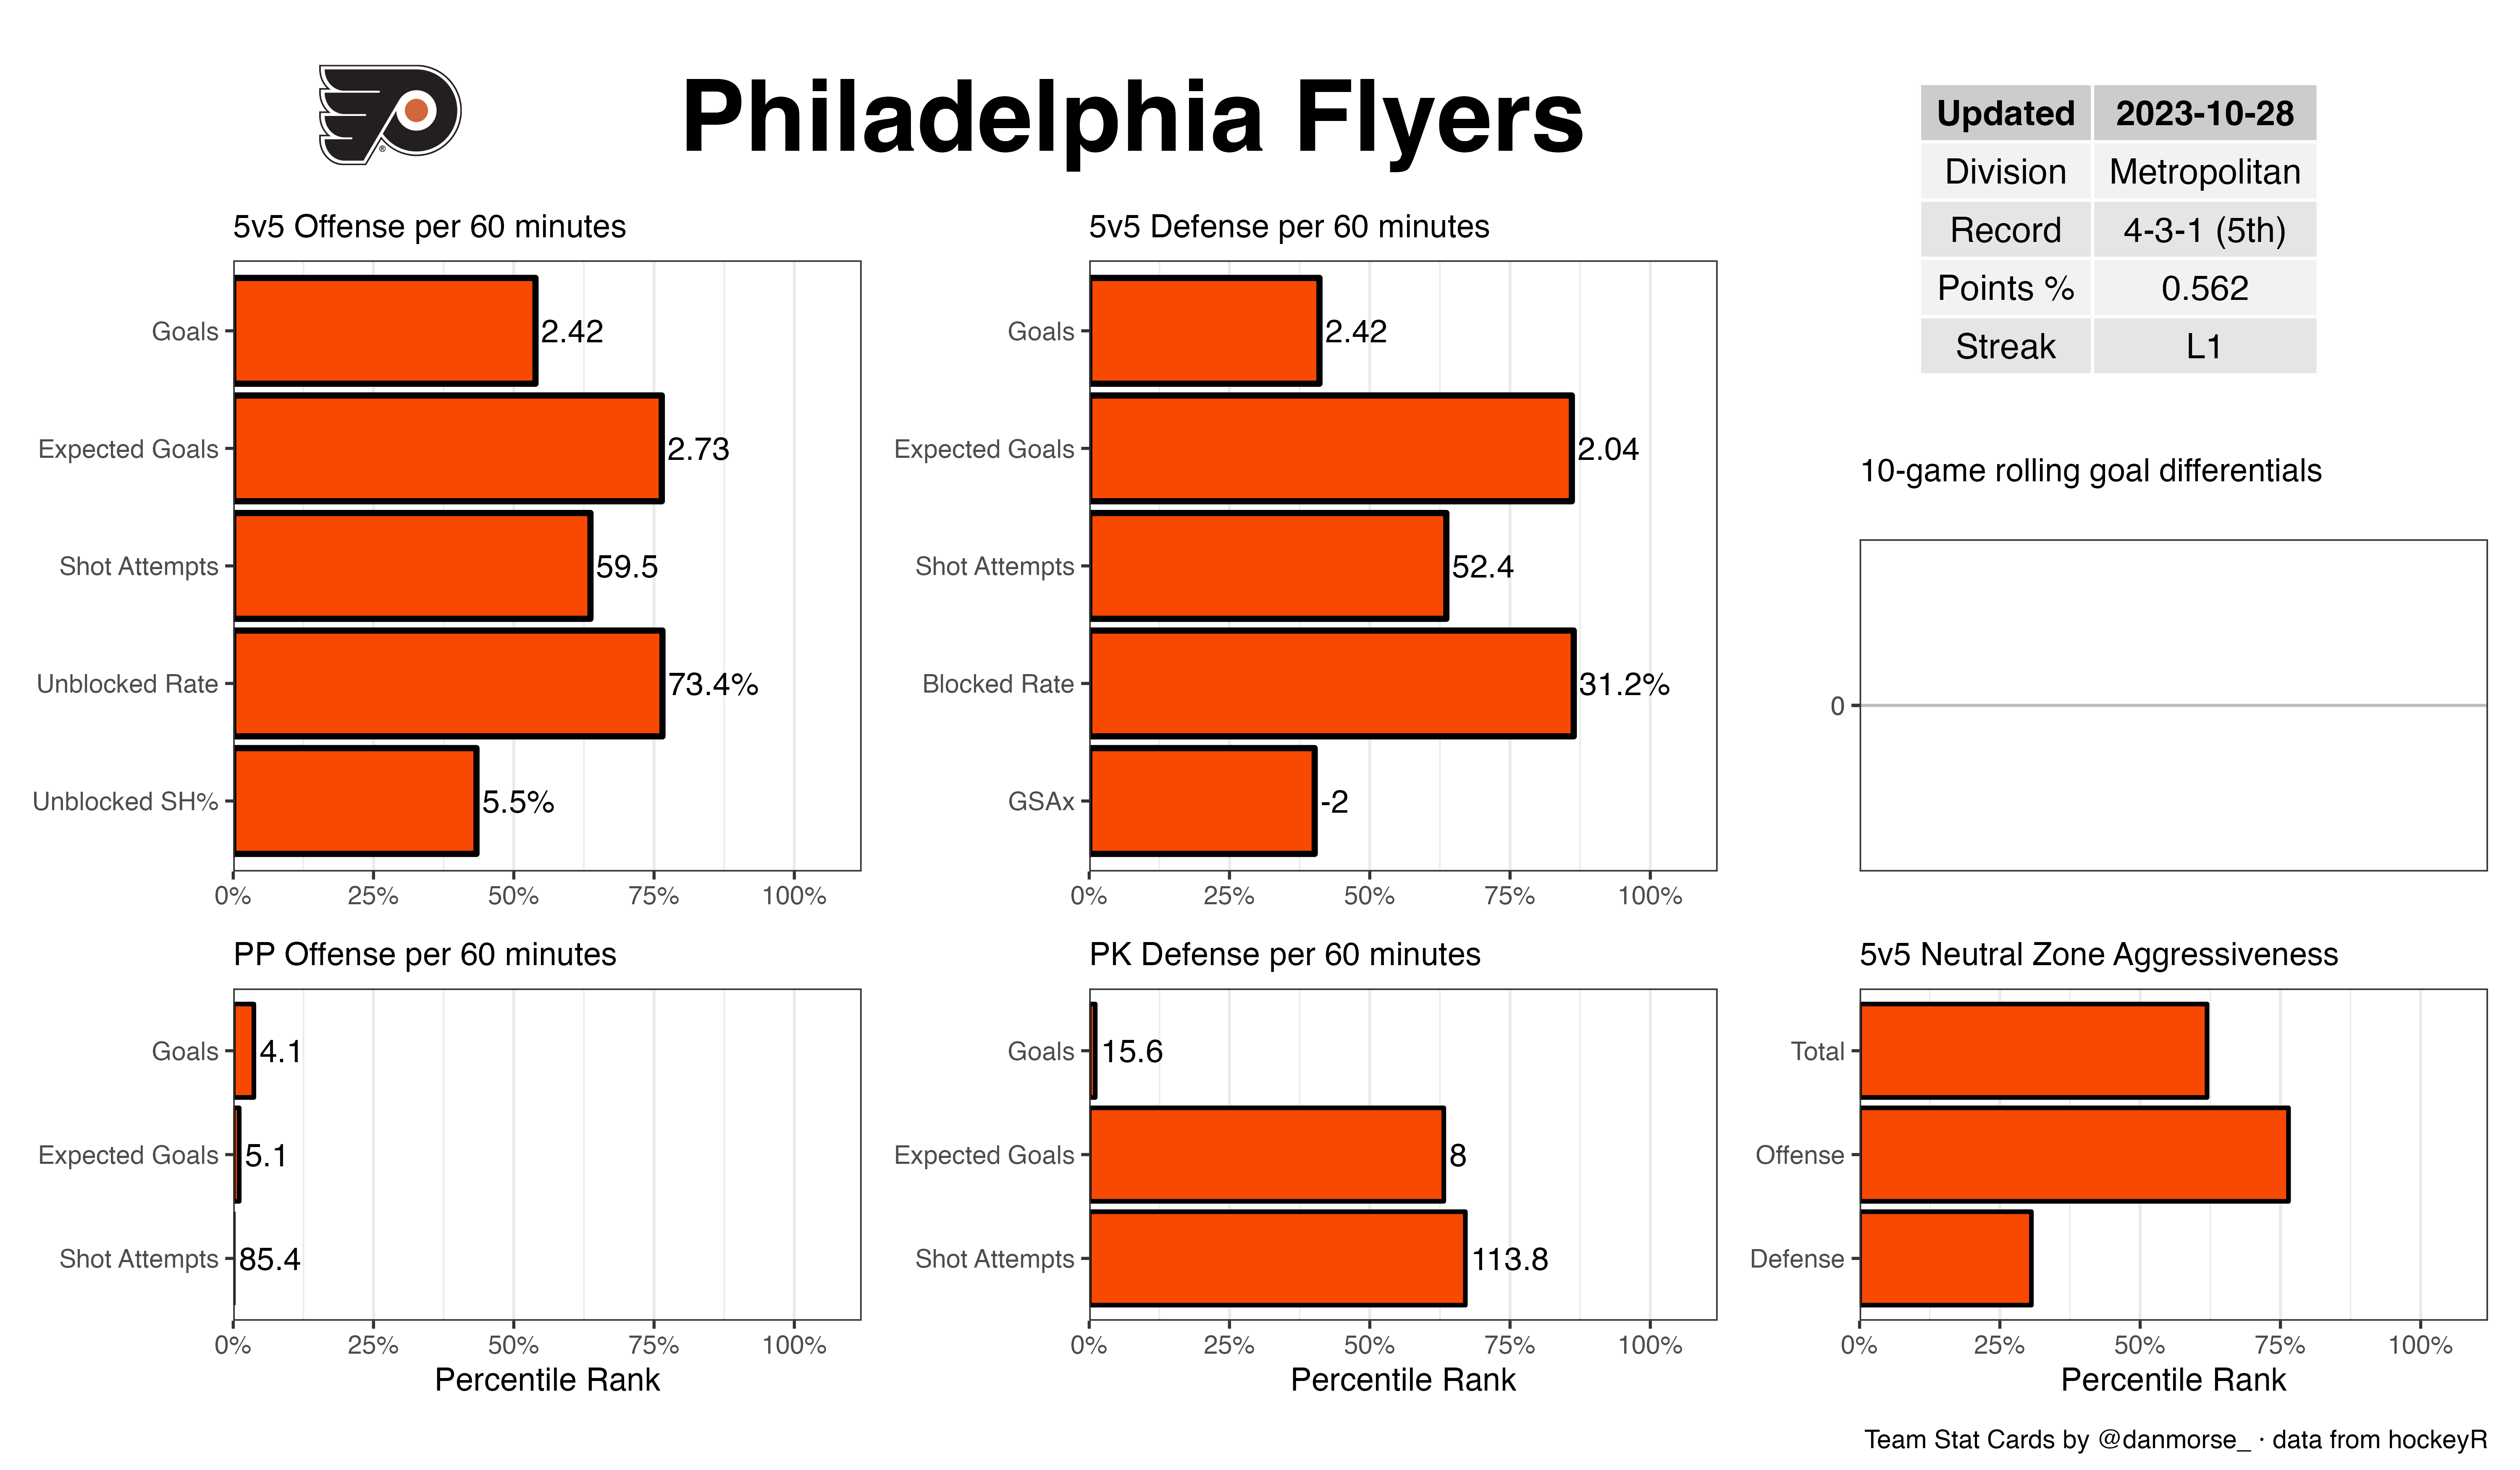 Philadelphia Flyers
Updated 2023-10-28
Division Metropolitan
Record 4-3-1 (5th)
Points % 0.562
Streak L1
5v5 Offense per 60 minutes
Goals 2.42
Expected Goals 2.73
Shot Attempts 59.5
Unblocked Rate 73.4%
Unblocked SH% 5.5%
0% 25% 50% 75% 100%
5v5 Defense per 60 minutes
Goals 2.42
Expected Goals 2.04
Shot Attempts 52.4
Blocked Rate 31.2%
GSAx -2
0% 25% 50% 75% 100%
10-game rolling goal differentials
0
PP Offense per 60 minutes
Goals 4.1
Expected Goals 5.1
Shot Attempts 85.4
0% 25% 50% 75% 100%
Percentile Rank
PK Defense per 60 minutes
Goals 15.6
Expected Goals 8
Shot Attempts 113.8
0% 25% 50% 75% 100%
Percentile Rank
5v5 Neutral Zone Aggressiveness
Total
Offense
Defense
0% 25% 50% 75% 100%
Percentile Rank
Team Stat Cards by @danmorse_ · data from hockeyR